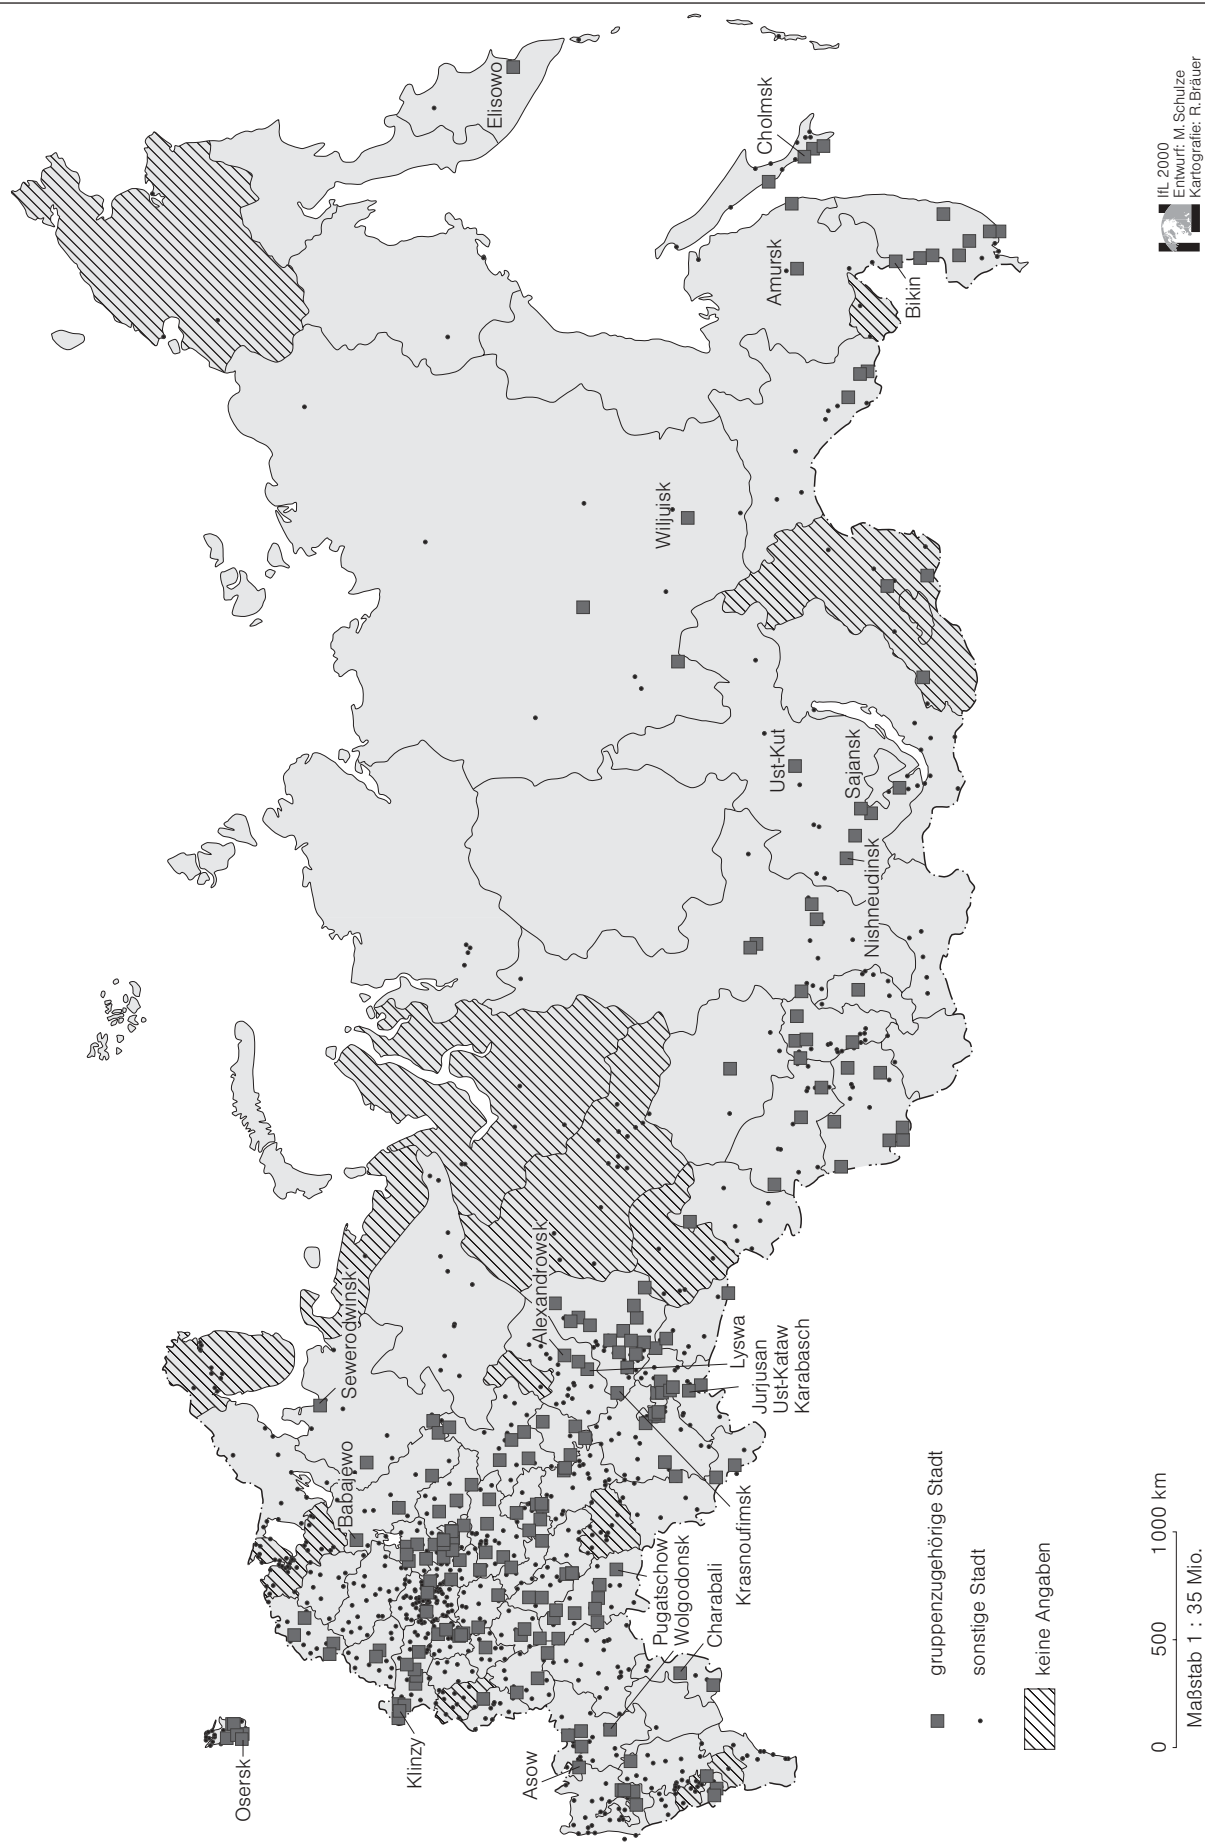 Elisowo
Cholmsk
Amursk
Bikin
Wiljuisk
Ust-Kut
Sajansk
Nishneudinsk
Sewerodwinsk
Alexandrowsk
Babajewo
Lyswa
Jurjusan
Ust-Kataw
Karabasch
Krasnoufimsk
Pugatschow
Wolgodonsk
Charabali
Osersk
Klinzy
Asow
gruppenzugehörige Stadt
sonstige Stadt
keine Angaben
0 500 1000 km
Maßstab 1 : 35 Mio.
IfL 2000
Entwurf: M. Schulze
Kartografie: R. Bräuer